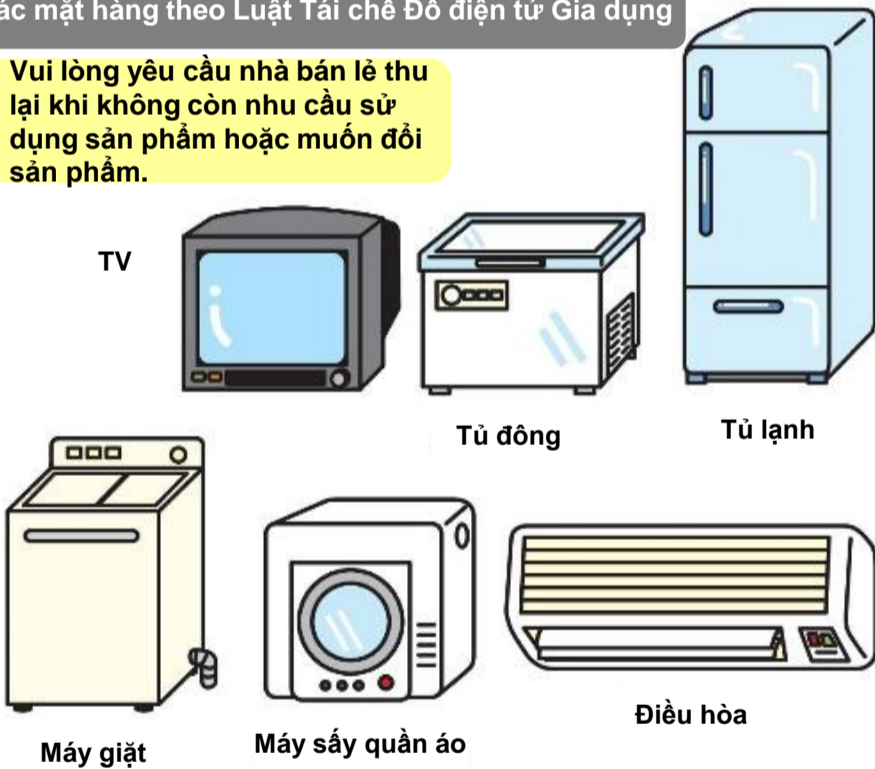 ác mặt hàng theo Luật Tái chế Đồ điện tử Gia dụng
Vui lòng yêu cầu nhà bán lẻ thu
lại khi không còn nhu cầu sử
dụng sản phẩm hoặc muốn đổi
sản phẩm.
TV
Tủ đông
Tủ lạnh
Máy giặt
Máy sấy quần áo
Điều hòa